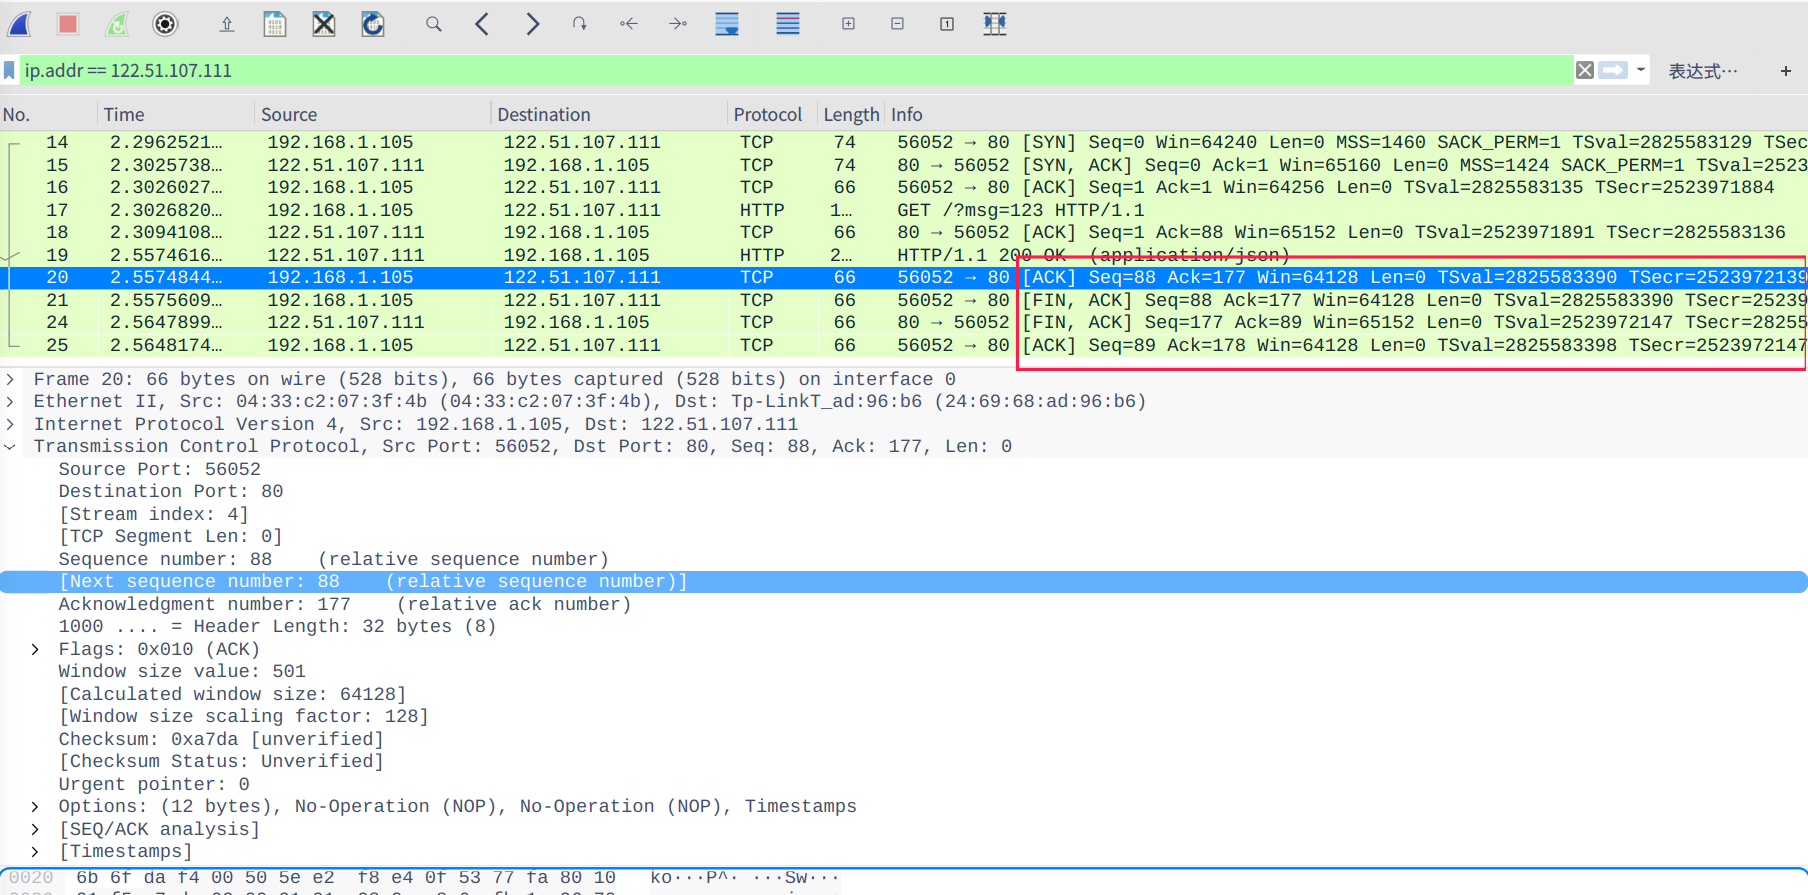 ip.addr == 122.51.107.111 表达式… +
No. Time Source Destination Protocol Length Info
14 2.2962521… 192.168.1.105 122.51.107.111 TCP 74 56052 → 80 [SYN] Seq=0 Win=64240 Len=0 MSS=1460 SACK_PERM=1 TSval=2825583129 TSec
15 2.3025738… 122.51.107.111 192.168.1.105 TCP 74 80 → 56052 [SYN, ACK] Seq=0 Ack=1 Win=65160 Len=0 MSS=1424 SACK_PERM=1 TSval=2523
16 2.3026027… 192.168.1.105 122.51.107.111 TCP 66 56052 → 80 [ACK] Seq=1 Ack=1 Win=64256 Len=0 TSval=2825583135 TSecr=2523971884
17 2.3026820… 192.168.1.105 122.51.107.111 HTTP 1… GET /?msg=123 HTTP/1.1
18 2.3094108… 122.51.107.111 192.168.1.105 TCP 66 80 → 56052 [ACK] Seq=1 Ack=88 Win=65152 Len=0 TSval=2523971891 TSecr=2825583136
19 2.5574616… 122.51.107.111 192.168.1.105 HTTP 2… HTTP/1.1 200 OK (application/json)
20 2.5574844… 192.168.1.105 122.51.107.111 TCP 66 56052 → 80 [ACK] Seq=88 Ack=177 Win=64128 Len=0 TSval=2825583390 TSecr=2523972139
21 2.5575609… 192.168.1.105 122.51.107.111 TCP 66 56052 → 80 [FIN, ACK] Seq=88 Ack=177 Win=64128 Len=0 TSval=2825583390 TSecr=25239
24 2.5647899… 122.51.107.111 192.168.1.105 TCP 66 80 → 56052 [FIN, ACK] Seq=177 Ack=89 Win=65152 Len=0 TSval=2523972147 TSecr=28255
25 2.5648174… 192.168.1.105 122.51.107.111 TCP 66 56052 → 80 [ACK] Seq=89 Ack=178 Win=64128 Len=0 TSval=2825583398 TSecr=2523972147
Frame 20: 66 bytes on wire (528 bits), 66 bytes captured (528 bits) on interface 0
Ethernet II, Src: 04:33:c2:07:3f:4b (04:33:c2:07:3f:4b), Dst: Tp-LinkT_ad:96:b6 (24:69:68:ad:96:b6)
Internet Protocol Version 4, Src: 192.168.1.105, Dst: 122.51.107.111
Transmission Control Protocol, Src Port: 56052, Dst Port: 80, Seq: 88, Ack: 177, Len: 0
Source Port: 56052
Destination Port: 80
[Stream index: 4]
[TCP Segment Len: 0]
Sequence number: 88 (relative sequence number)
[Next sequence number: 88 (relative sequence number)]
Acknowledgment number: 177 (relative ack number)
1000 .... = Header Length: 32 bytes (8)
Flags: 0x010 (ACK)
Window size value: 501
[Calculated window size: 64128]
[Window size scaling factor: 128]
Checksum: 0xa7da [unverified]
[Checksum Status: Unverified]
Urgent pointer: 0
Options: (12 bytes), No-Operation (NOP), No-Operation (NOP), Timestamps
[SEQ/ACK analysis]
[Timestamps]
0020 6b 6f da f4 00 50 5e e2 f8 e4 0f 53 77 fa 80 10 ko···P^· ···Sw···